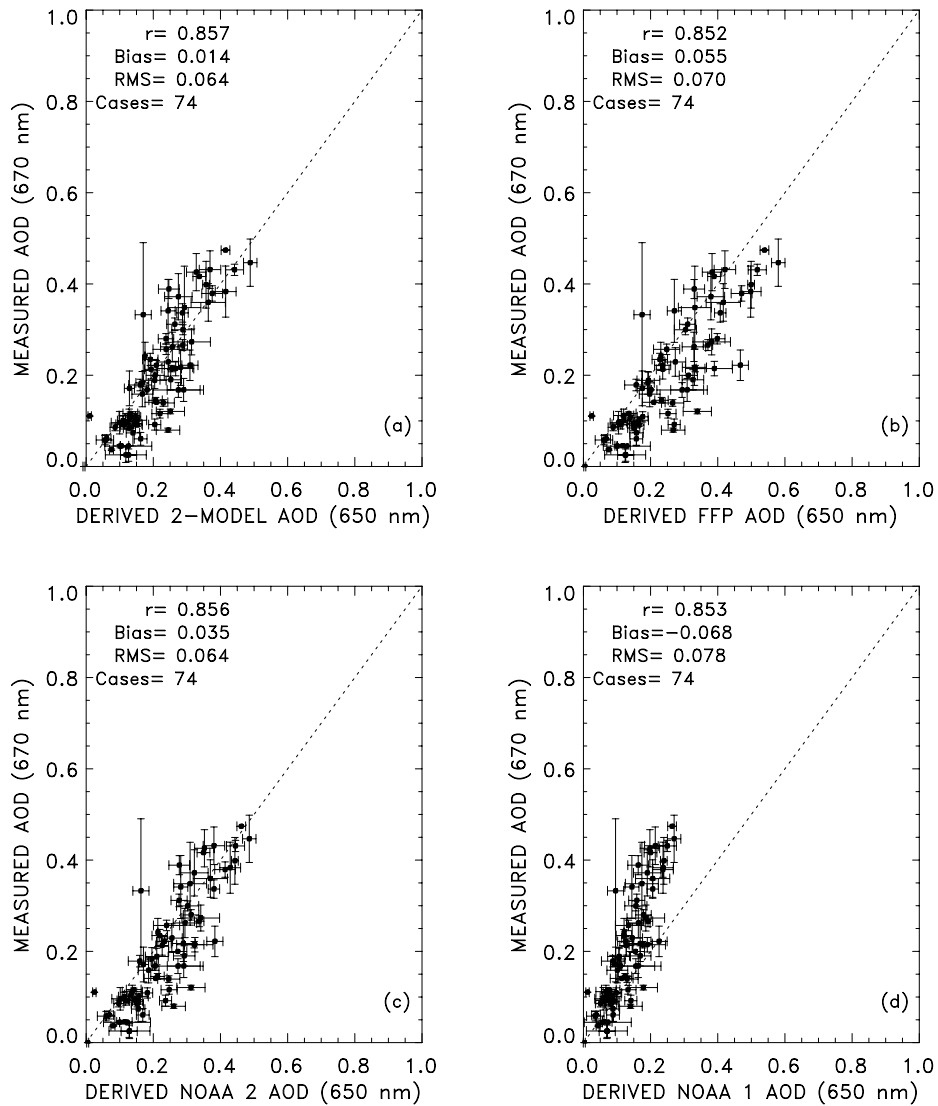 1.0
r= 0.857
Bias= 0.014
RMS= 0.064
Cases= 74
0.8
0.6
0.4
0.2
0.0
MEASURED AOD (670 nm)
(a)
0.0 0.2 0.4 0.6 0.8 1.0
DERIVED 2-MODEL AOD (650 nm)
1.0
r= 0.852
Bias= 0.055
RMS= 0.070
Cases= 74
0.8
0.6
0.4
0.2
0.0
MEASURED AOD (670 nm)
(b)
0.0 0.2 0.4 0.6 0.8 1.0
DERIVED FFP AOD (650 nm)
1.0
r= 0.856
Bias= 0.035
RMS= 0.064
Cases= 74
0.8
0.6
0.4
0.2
0.0
MEASURED AOD (670 nm)
(c)
0.0 0.2 0.4 0.6 0.8 1.0
DERIVED NOAA 2 AOD (650 nm)
1.0
r= 0.853
Bias=-0.068
RMS= 0.078
Cases= 74
0.8
0.6
0.4
0.2
0.0
MEASURED AOD (670 nm)
(d)
0.0 0.2 0.4 0.6 0.8 1.0
DERIVED NOAA 1 AOD (650 nm)